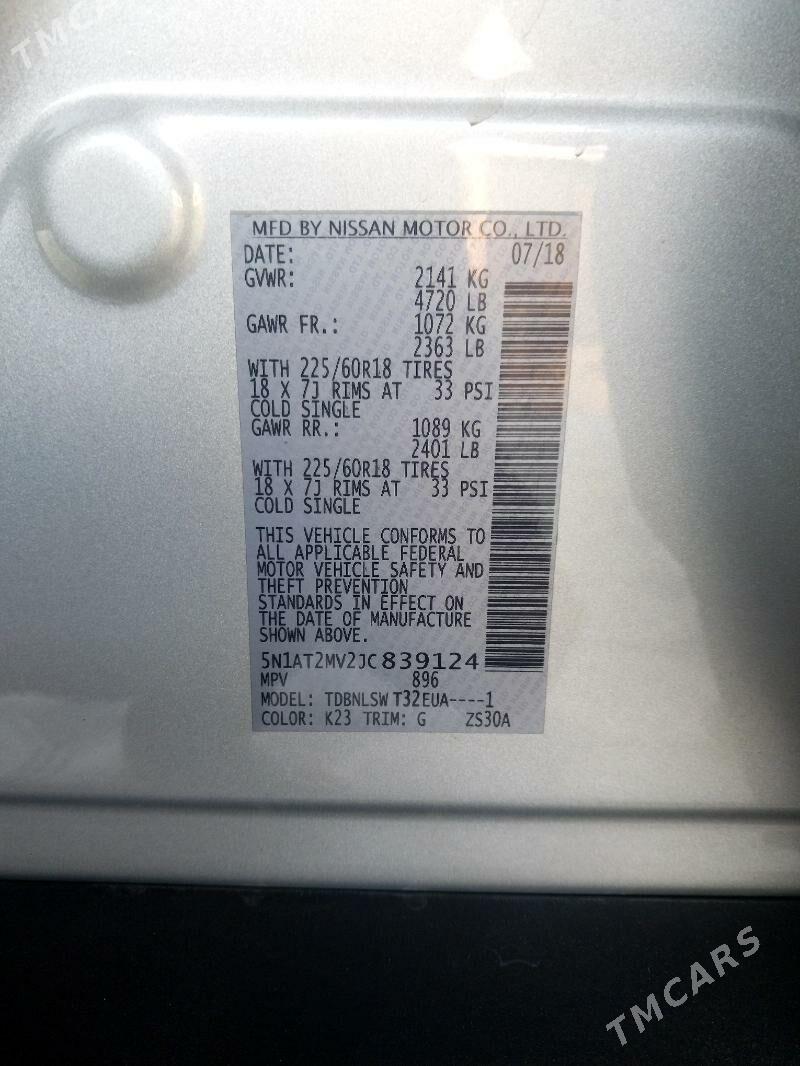 TMCARS
MFD BY NISSAN MOTOR CO., LTD.
DATE: 07/18
GVWR: 2141 KG
4720 LB
GAWR FR.: 1072 KG
2363 LB
WITH 225/60R18 TIRES
18 X 7J RIMS AT 33 PSI
COLD SINGLE
GAWR RR.: 1089 KG
2401 LB
WITH 225/60R18 TIRES
18 X 7J RIMS AT 33 PSI
COLD SINGLE
THIS VEHICLE CONFORMS TO
ALL APPLICABLE FEDERAL
MOTOR VEHICLE SAFETY AND
THEFT PREVENTION
STANDARDS IN EFFECT ON
THE DATE OF MANUFACTURE
SHOWN ABOVE.
5N1AT2MV2JC839124
MPV 896
MODEL: TDBNLSW T32EUA----1
COLOR: K23 TRIM: G ZS30A
TMCARS